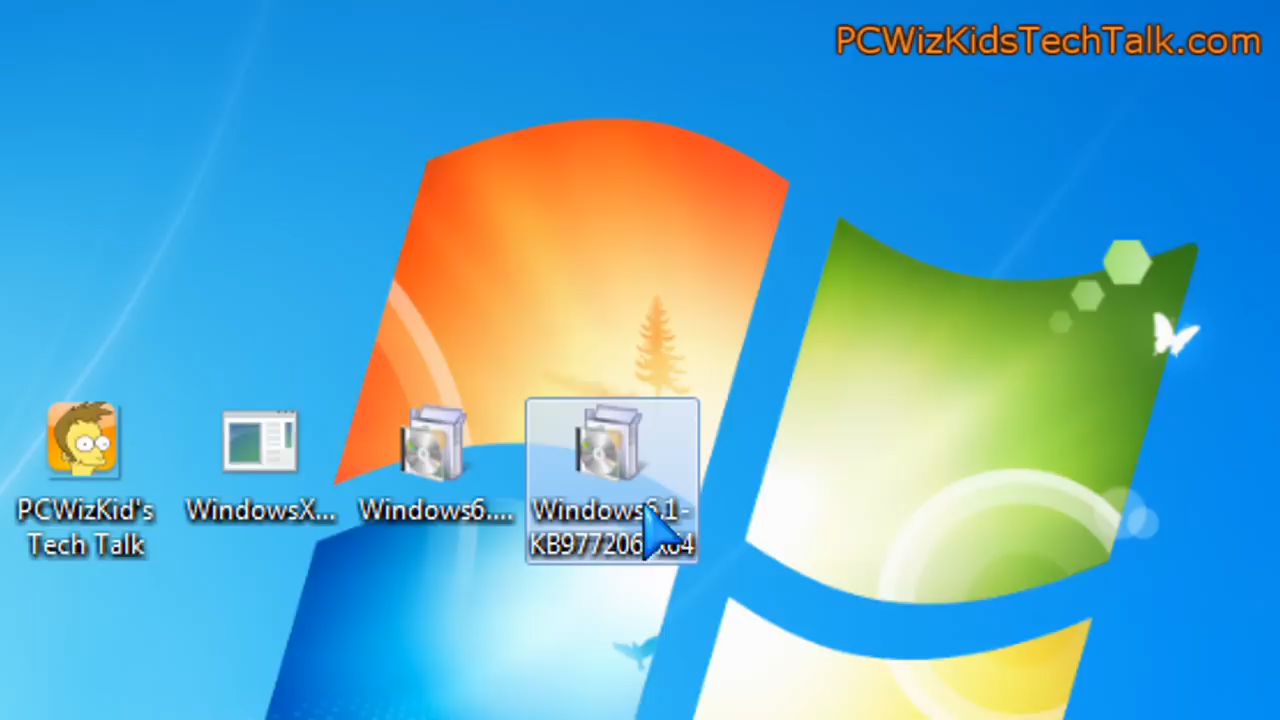 PCWizKidsTechTalk.com
PCWizKid's
Tech Talk
WindowsX...
Windows6....
Windows6.1-
KB977206-x64